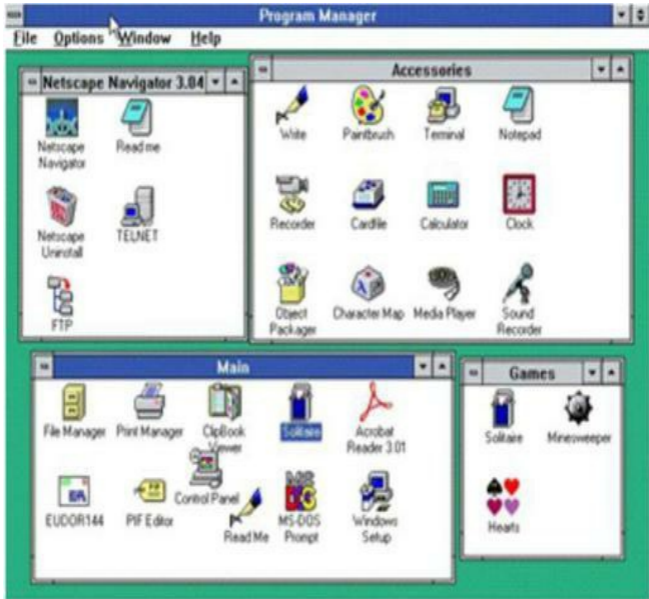 Program Manager
File Options Window Help
Netscape Navigator 3.04
Netscape
Navigator
Read me
Netscape
Uninstall
TELNET
FTP
Accessories
Write
Paintbrush
Terminal
Notepad
Recorder
Cardfile
Calculator
Clock
Object
Packager
Character Map
Media Player
Sound
Recorder
Main
File Manager
Print Manager
ClipBook
Viewer
Solitaire
Acrobat
Reader 3.01
EUDOR144
PIF Editor
Control Panel
Read Me
MS-DOS
Prompt
Windows
Setup
Games
Solitaire
Minesweeper
Hearts